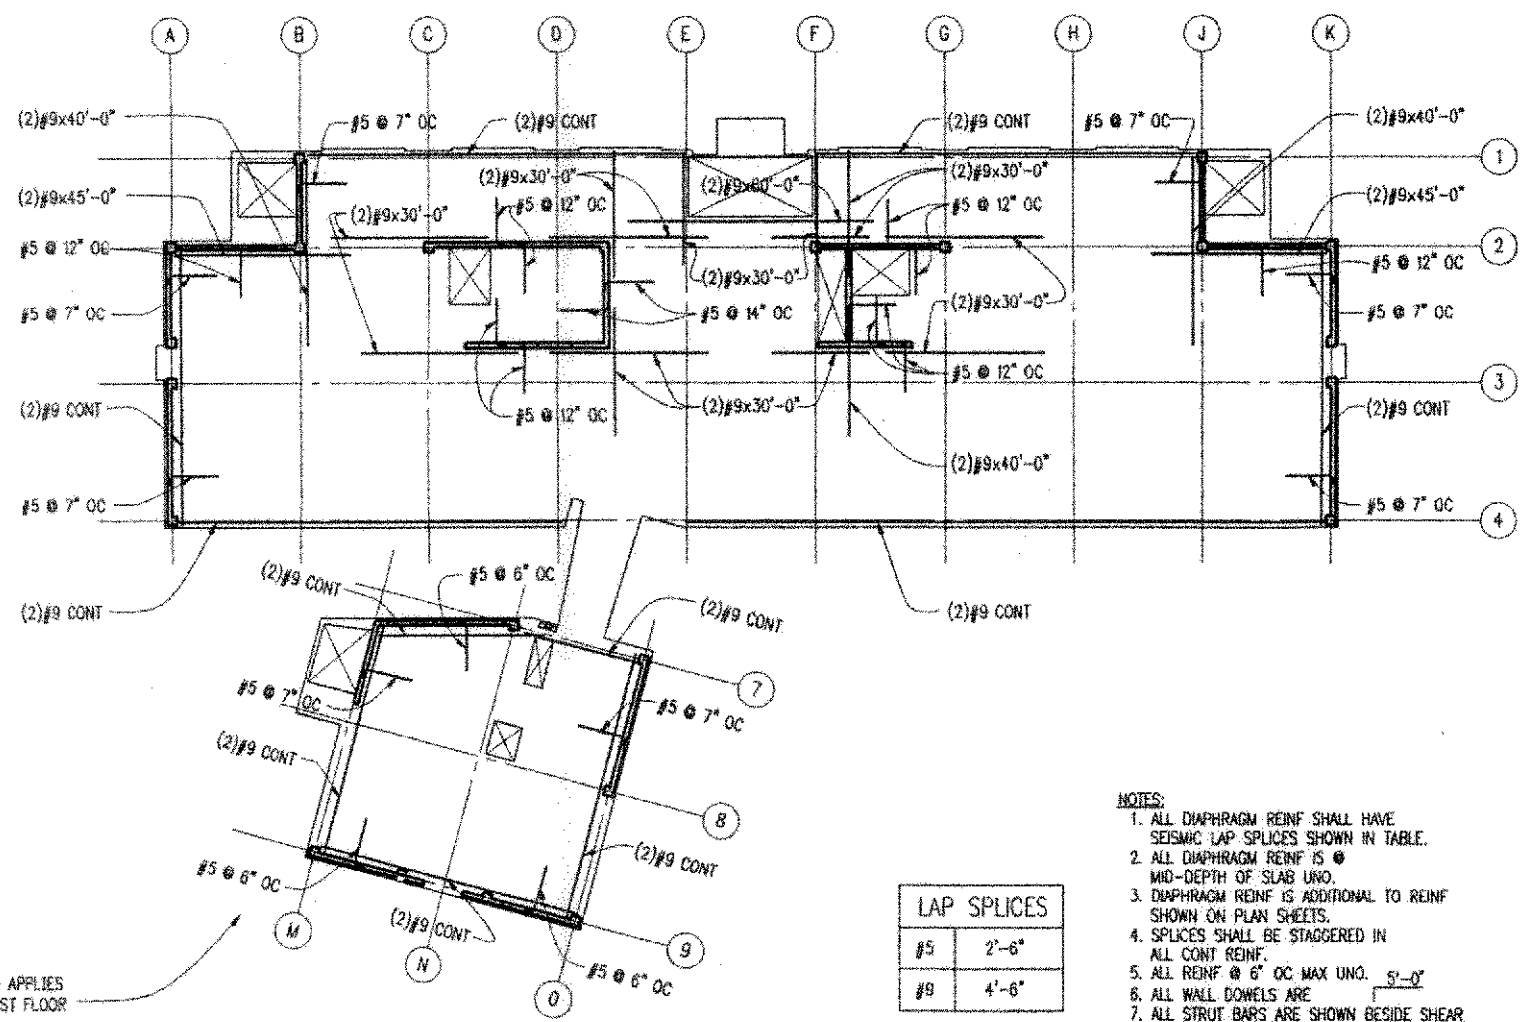 A B C D E F G H J K
(2)#9x40'-0"
#5 @ 7" OC
(2)#9 CONT
(2)#9 CONT
#5 @ 7" OC
(2)#9x40'-0"
1
(2)#9x45'-0"
(2)#9x30'-0"
(2)#9x60'-0"
(2)#9x30'-0"
(2)#9x45'-0"
(2)#9x30'-0"
#5 @ 12" OC
#5 @ 12" OC
#5 @ 12" OC
2
(2)#9x30'-0"
#5 @ 12" OC
#5 @ 7" OC
#5 @ 14" OC
(2)#9x30'-0"
#5 @ 7" OC
#5 @ 12" OC
3
(2)#9 CONT
#5 @ 12" OC
(2)#9x30'-0"
(2)#9 CONT
(2)#9x40'-0"
#5 @ 7" OC
#5 @ 7" OC
4
(2)#9 CONT
(2)#9 CONT
#5 @ 6" OC
(2)#9 CONT
(2)#9 CONT
7
#5 @ 7" OC
#5 @ 7" OC
(2)#9 CONT
8
(2)#9 CONT
#5 @ 6" OC
(2)#9 CONT
M
N
9
#5 @ 6" OC
O
APPLIES
ST FLOOR
LAP SPLICES
#5 2'-6"
#9 4'-6"
NOTES:
1. ALL DIAPHRAGM REINF SHALL HAVE
SEISMIC LAP SPLICES SHOWN IN TABLE.
2. ALL DIAPHRAGM REINF IS @
MID-DEPTH OF SLAB UNO.
3. DIAPHRAGM REINF IS ADDITIONAL TO REINF
SHOWN ON PLAN SHEETS.
4. SPLICES SHALL BE STAGGERED IN
ALL CONT REINF.
5. ALL REINF @ 6" OC MAX UNO.
6. ALL WALL DOWELS ARE 5'-0"
7. ALL STRUT BARS ARE SHOWN BESIDE SHEAR